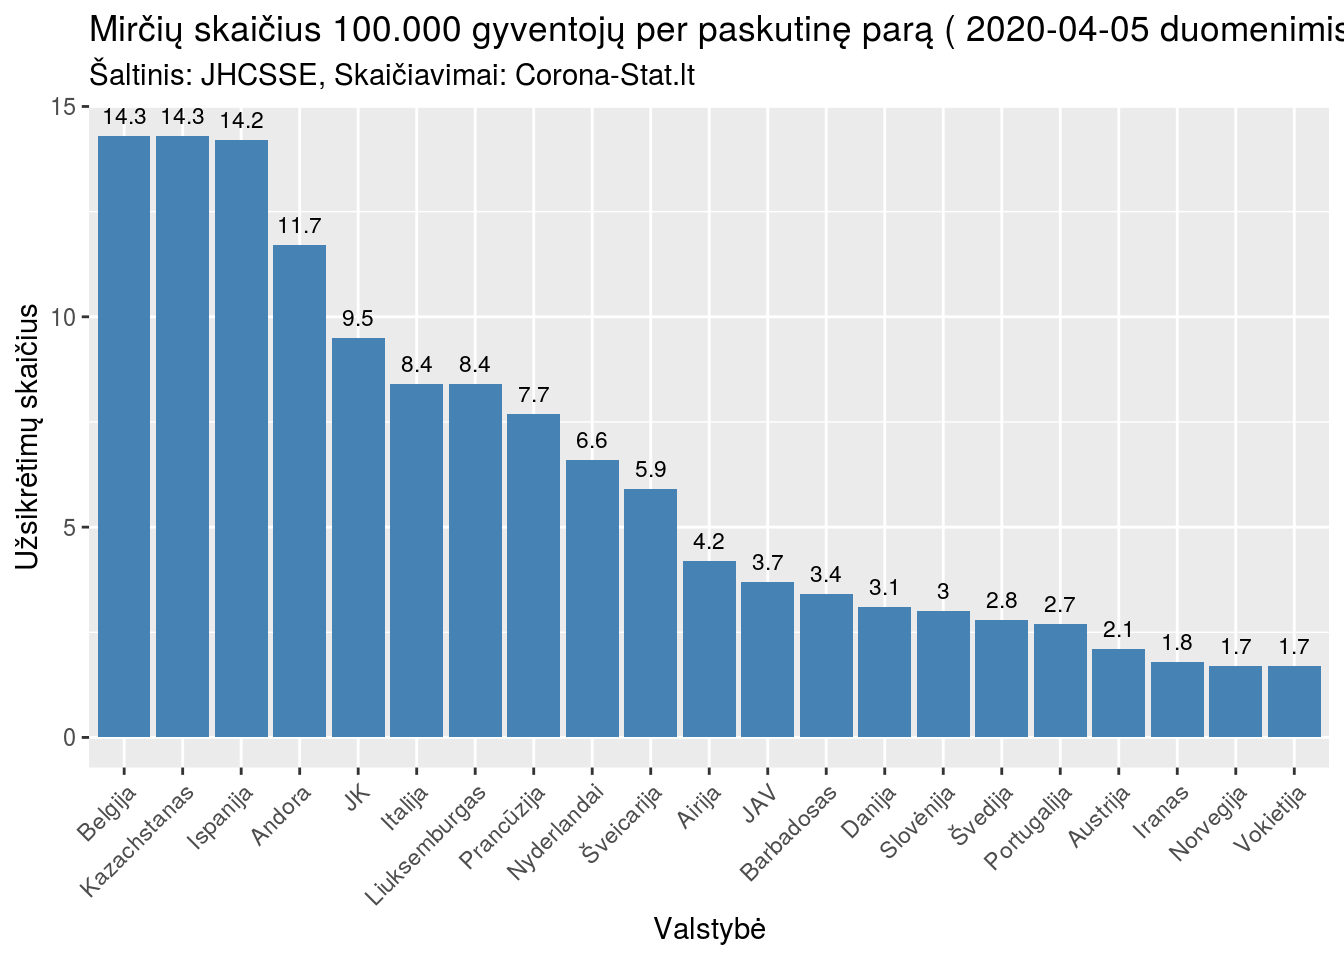 Mirčių skaičius 100.000 gyventojų per paskutinę parą ( 2020-04-05 duomenimis
Šaltinis: JHCSSE, Skaičiavimai: Corona-Stat.lt
Užsikrėtimų skaičius
15
10
5
0
14.3 14.3 14.2 11.7 9.5 8.4 8.4 7.7 6.6 5.9 4.2 3.7 3.4 3.1 3 2.8 2.7 2.1 1.8 1.7 1.7
Belgija Kazachstanas Ispanija Andora JK Italija Liuksemburgas Prancūzija Nyderlandai Šveicarija Airija JAV Barbadosas Danija Slovėnija Švedija Portugalija Austrija Iranas Norvegija Vokietija
Valstybė